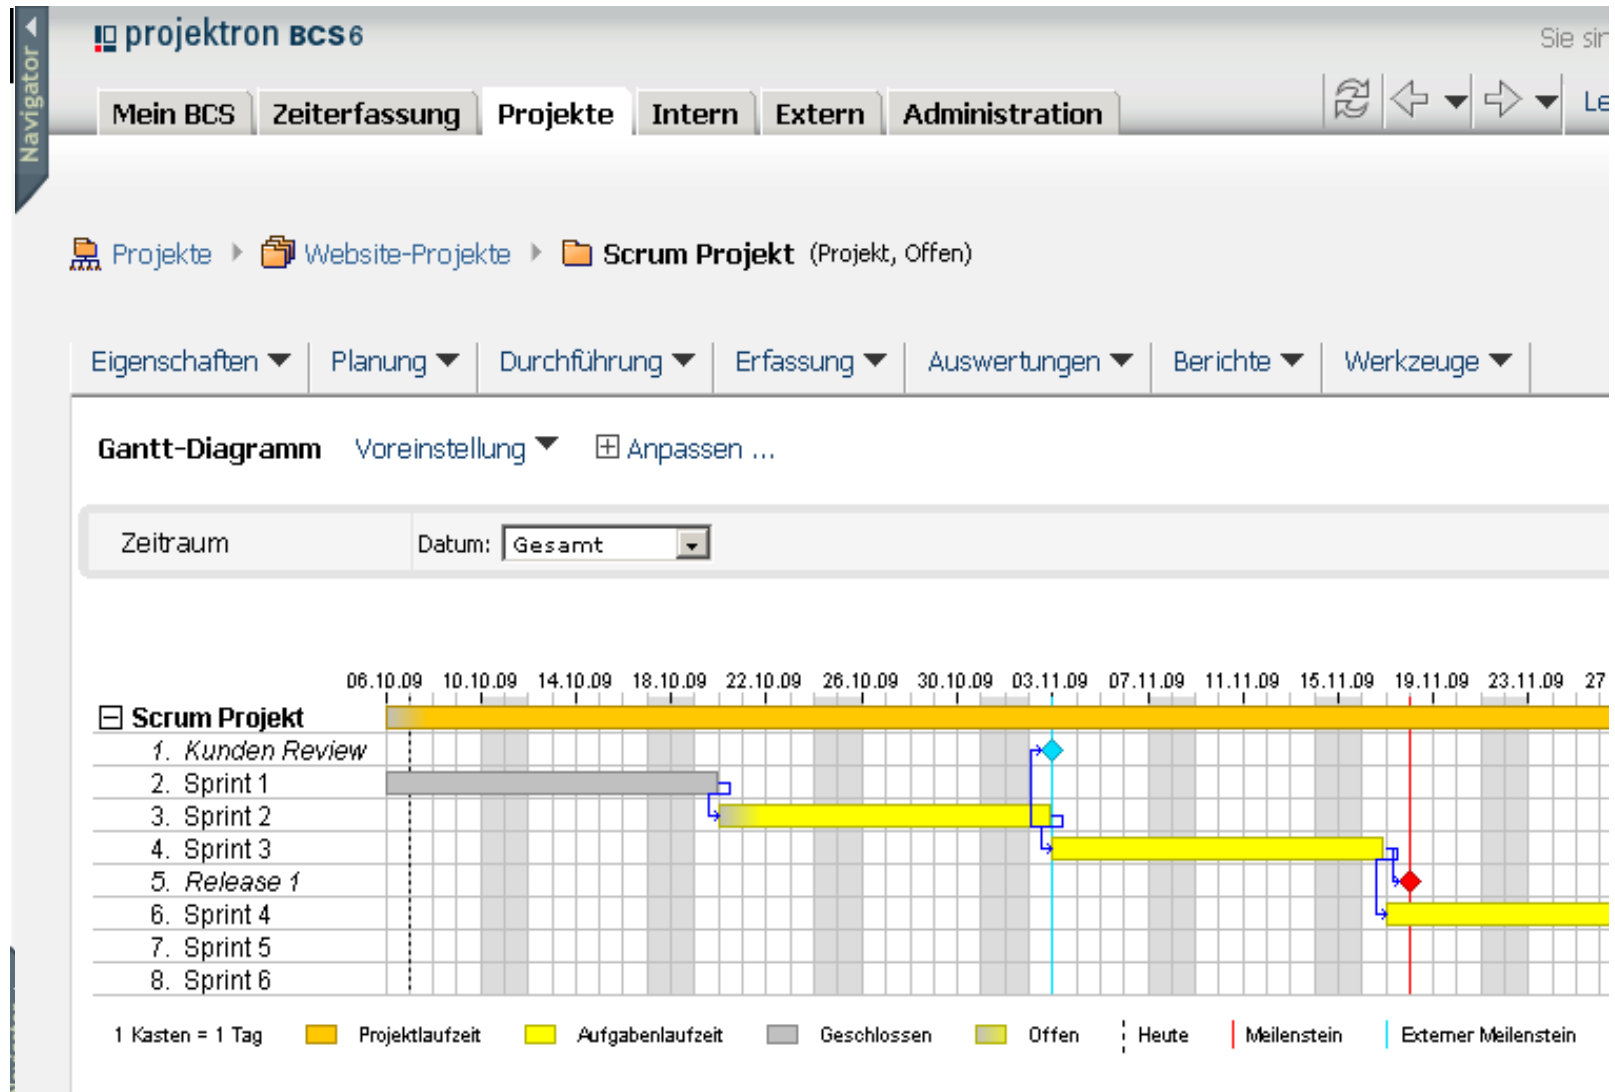 projektron BCS 6
Sie sin
Navigator
Mein BCS Zeiterfassung Projekte Intern Extern Administration
Le
Projekte Website-Projekte Scrum Projekt (Projekt, Offen)
Eigenschaften Planung Durchführung Erfassung Auswertungen Berichte Werkzeuge
Gantt-Diagramm Voreinstellung Anpassen ...
Zeitraum Datum: Gesamt
06.10.09 10.10.09 14.10.09 18.10.09 22.10.09 26.10.09 30.10.09 03.11.09 07.11.09 11.11.09 15.11.09 19.11.09 23.11.09 27
Scrum Projekt
1. Kunden Review
2. Sprint 1
3. Sprint 2
4. Sprint 3
5. Release 1
6. Sprint 4
7. Sprint 5
8. Sprint 6
1 Kasten = 1 Tag Projektlaufzeit Aufgabenlaufzeit Geschlossen Offen Heute Meilenstein Externer Meilenstein